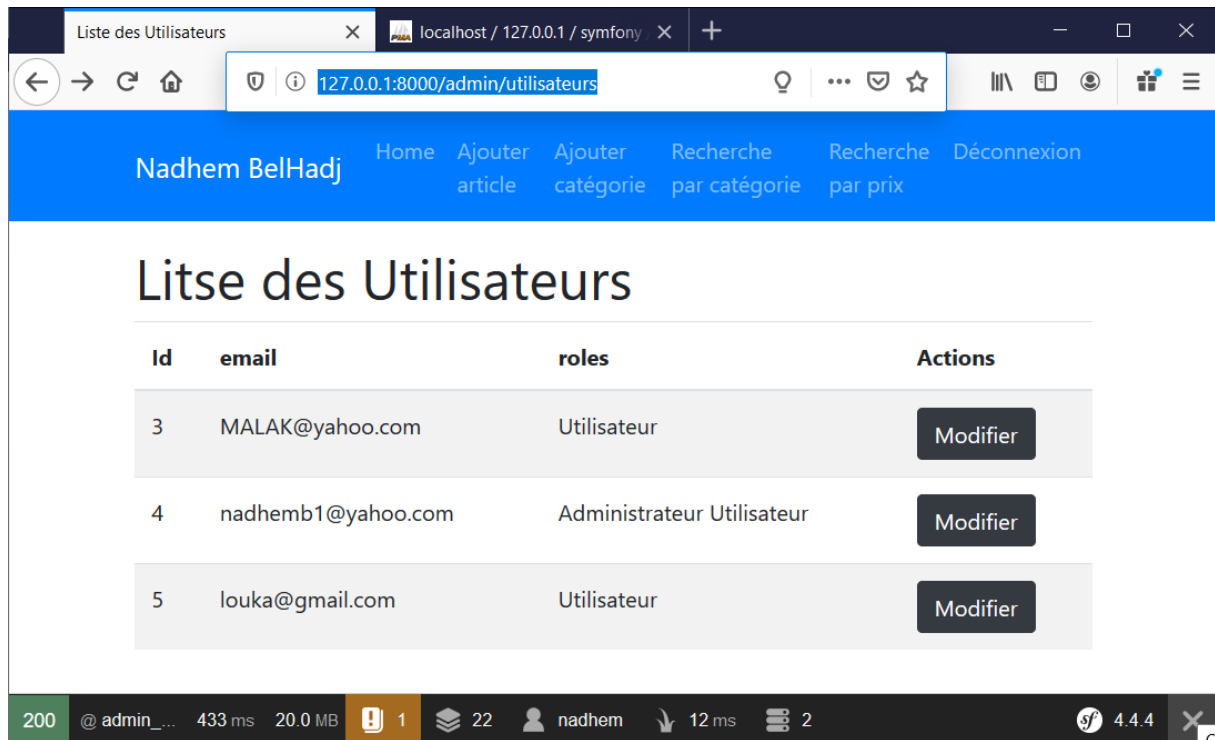 Liste des Utilisateurs
localhost / 127.0.0.1 / symfony
127.0.0.1:8000/admin/utilisateurs
Nadhem BelHadj
Home
Ajouter article
Ajouter catégorie
Recherche par catégorie
Recherche par prix
Déconnexion
Litse des Utilisateurs
Id email roles Actions
3 MALAK@yahoo.com Utilisateur Modifier
4 nadhemb1@yahoo.com Administrateur Utilisateur Modifier
5 louka@gmail.com Utilisateur Modifier
200 @ admin_... 433 ms 20.0 MB 1 22 nadhem 12 ms 2 sf 4.4.4